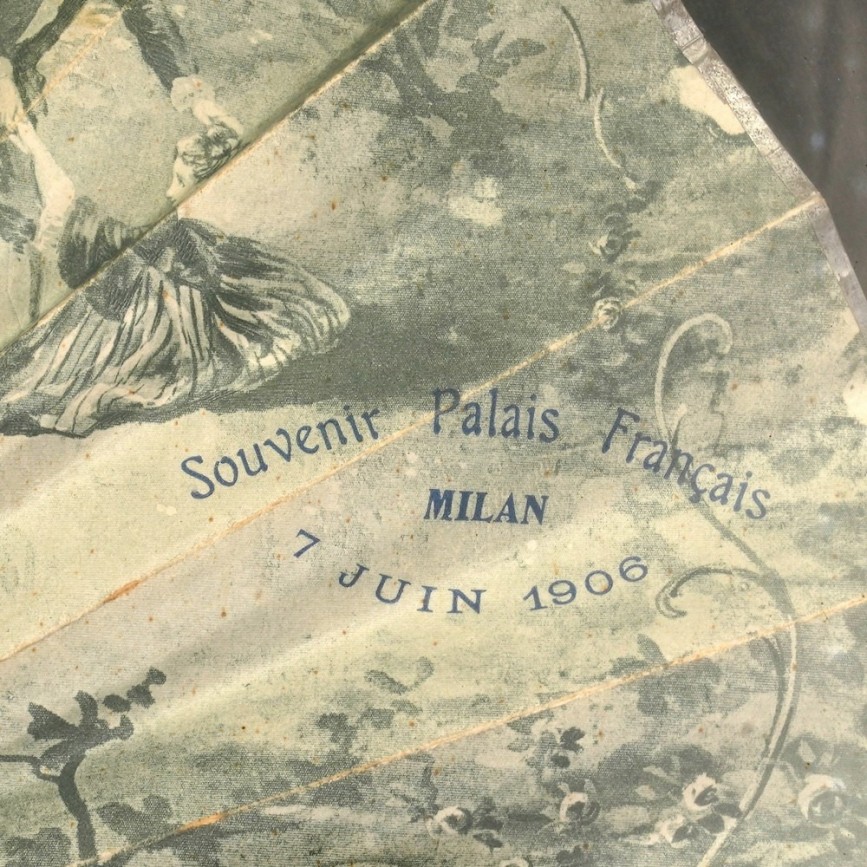 Souvenir Palais Français
MILAN
7 JUIN 1906